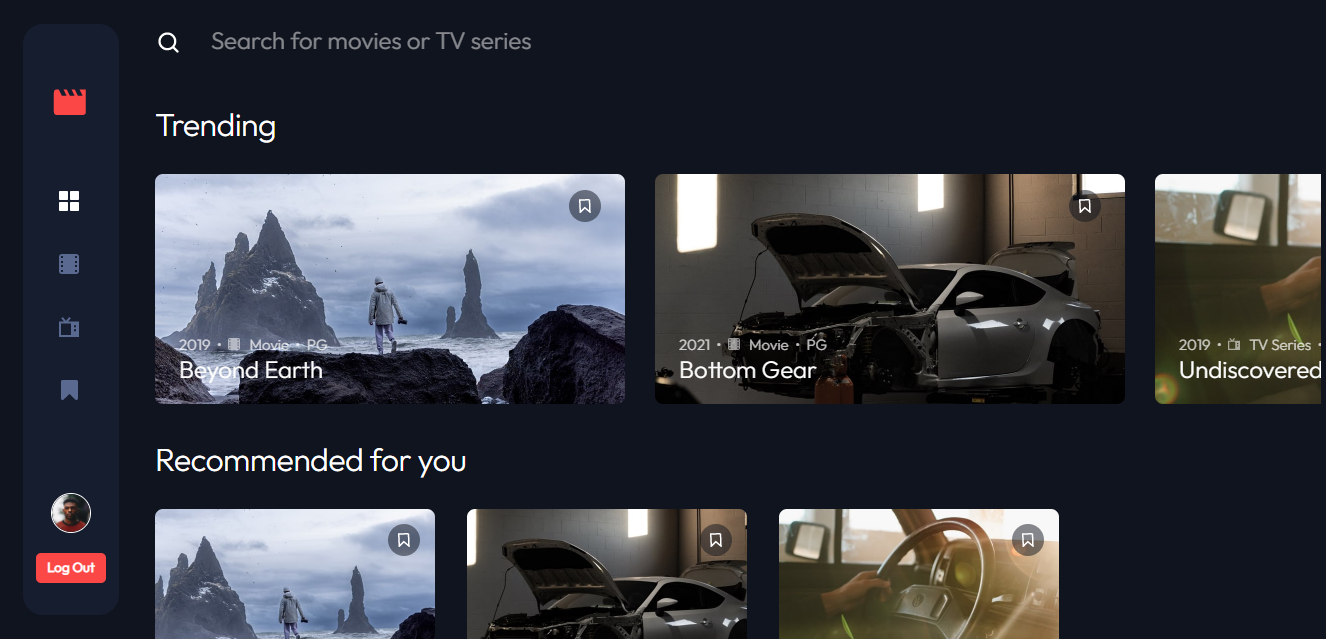 Search for movies or TV series
Trending
2019 • Movie • PG
Beyond Earth
2021 • Movie • PG
Bottom Gear
2019 • TV Series •
Undiscovered
Recommended for you
Log Out